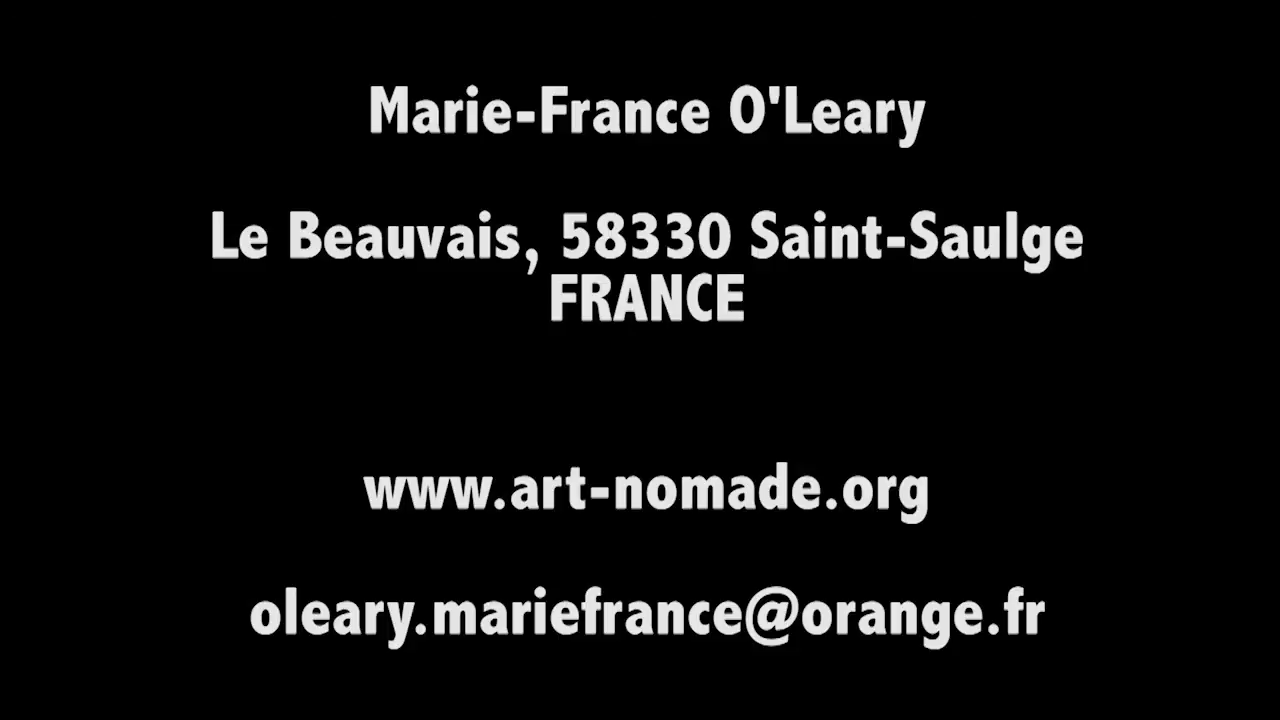 Marie-France O'Leary
Le Beauvais, 58330 Saint-Saulge
FRANCE
www.art-nomade.org
oleary.mariefrance@orange.fr